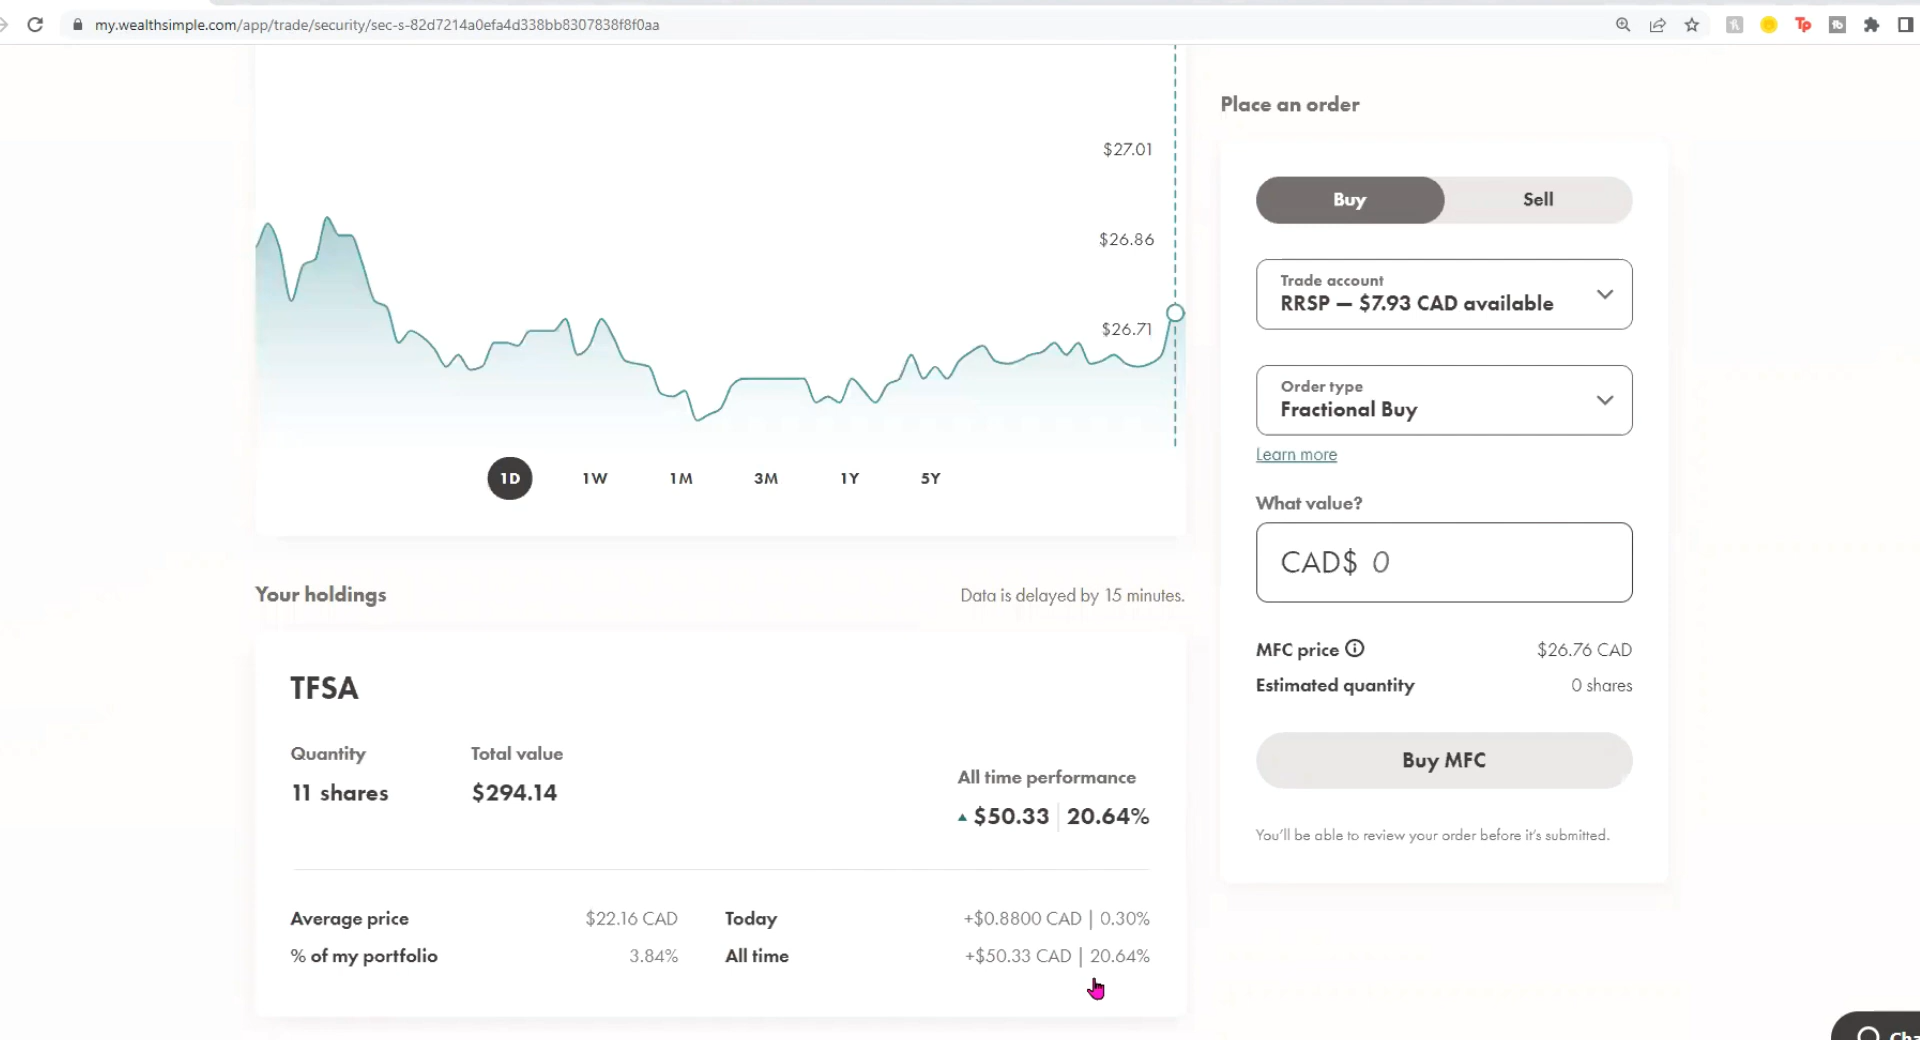 my.wealthsimple.com/app/trade/security/sec-s-82d7214a0efa4d338bb8307838f8f0aa
Tp
$27.01
$26.86
$26.71
1D 1W 1M 3M 1Y 5Y
Your holdings
Data is delayed by 15 minutes.
TFSA
Quantity
11 shares
Total value
$294.14
All time performance
$50.33 20.64%
Average price $22.16 CAD
% of my portfolio 3.84%
Today +$0.8800 CAD | 0.30%
All time +$50.33 CAD | 20.64%
Place an order
Buy Sell
Trade account
RRSP — $7.93 CAD available
Order type
Fractional Buy
Learn more
What value?
CAD$ 0
MFC price $26.76 CAD
Estimated quantity 0 shares
Buy MFC
You'll be able to review your order before it's submitted.